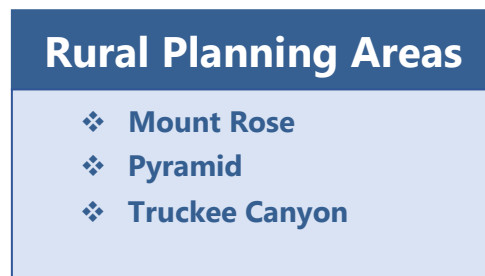 Rural Planning Areas
❖ Mount Rose
❖ Pyramid
❖ Truckee Canyon